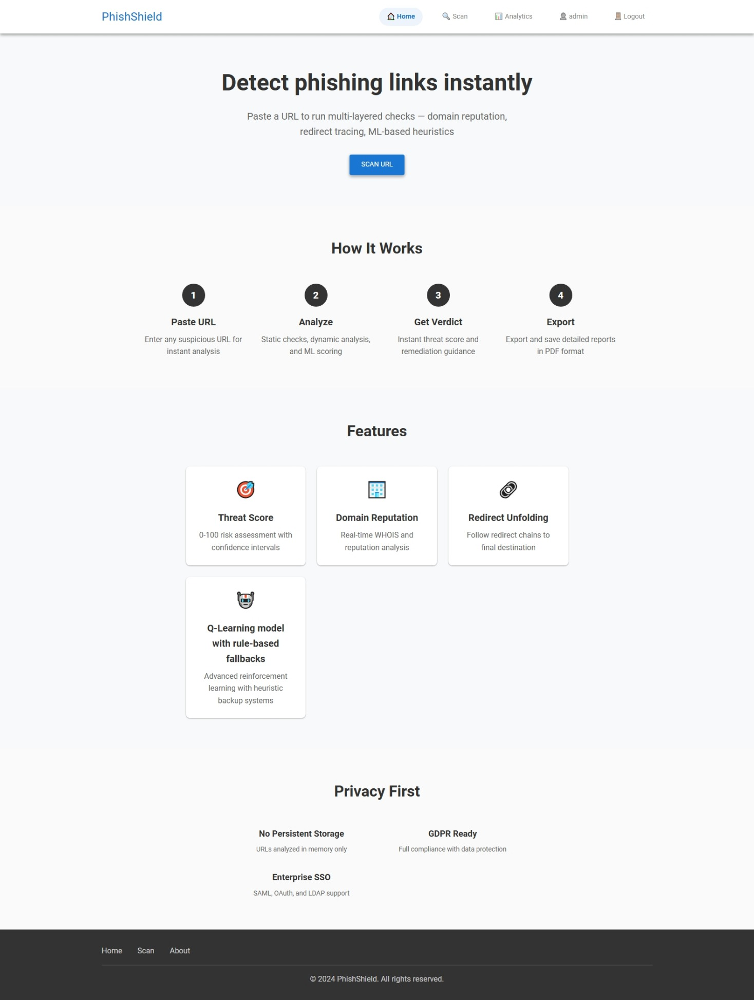 PhishShield
Home
Scan
Analytics
admin
Logout
Detect phishing links instantly
Paste a URL to run multi-layered checks — domain reputation,
redirect tracing, ML-based heuristics
SCAN URL
How It Works
1
2
3
4
Paste URL
Analyze
Get Verdict
Export
Enter any suspicious URL for
instant analysis
Static checks, dynamic analysis,
and ML scoring
Instant threat score and
remediation guidance
Export and save detailed reports
in PDF format
Features
Threat Score
0-100 risk assessment with
confidence intervals
Domain Reputation
Real-time WHOIS and
reputation analysis
Redirect Unfolding
Follow redirect chains to
final destination
Q-Learning model
with rule-based
fallbacks
Advanced reinforcement
learning with heuristic
backup systems
Privacy First
No Persistent Storage
URLs analyzed in memory only
GDPR Ready
Full compliance with data protection
Enterprise SSO
SAML, OAuth, and LDAP support
Home
Scan
About
© 2024 PhishShield. All rights reserved.